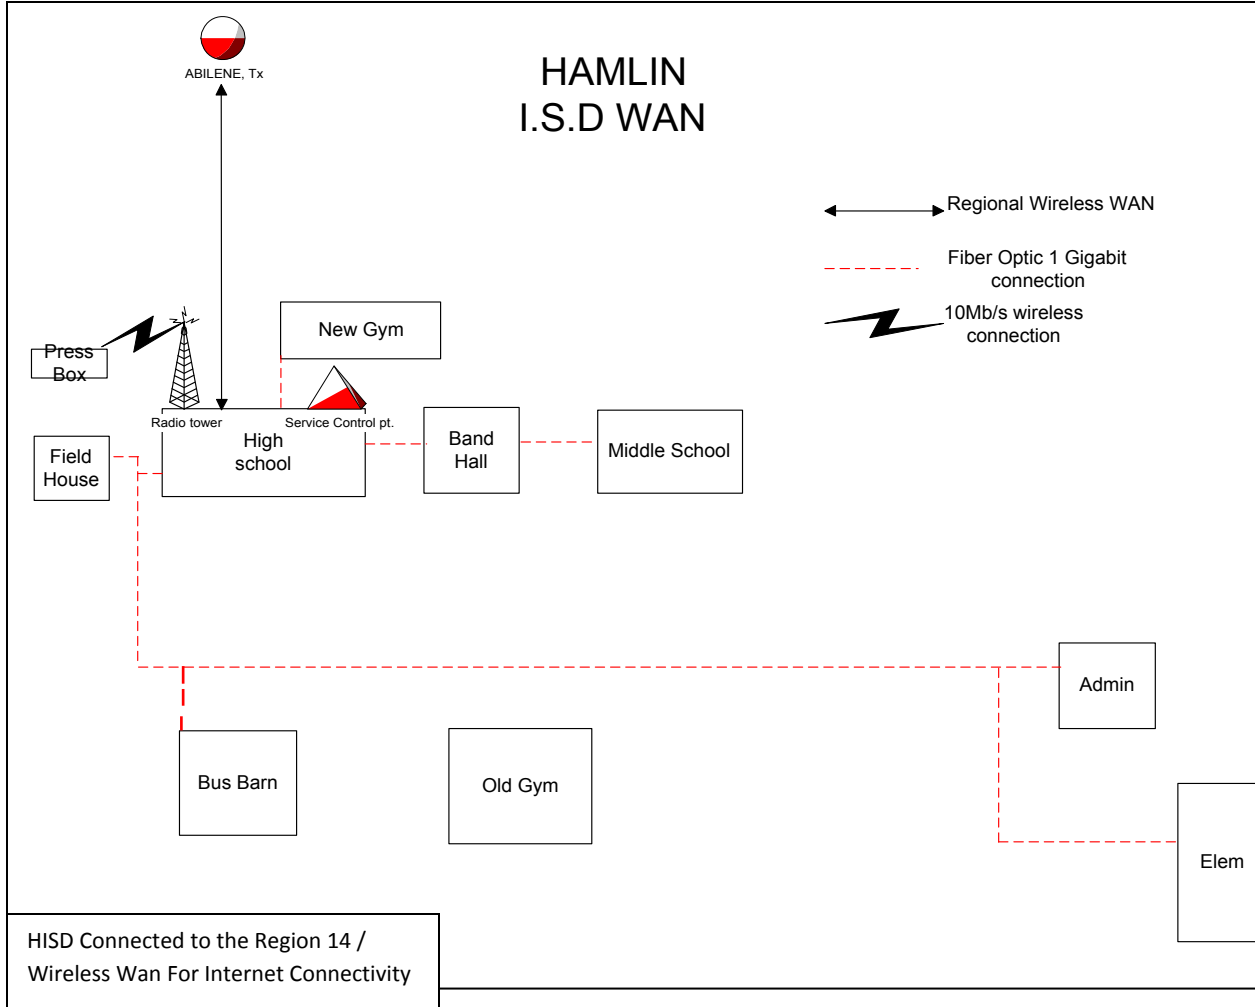 ABILENE, Tx
HAMLIN
I.S.D WAN
Regional Wireless WAN
Fiber Optic 1 Gigabit
connection
10Mb/s wireless
connection
New Gym
Press
Box
Radio tower
Service Control pt.
High
school
Band
Hall
Middle School
Field
House
Admin
Bus Barn
Old Gym
Elem
HISD Connected to the Region 14 /
Wireless Wan For Internet Connectivity